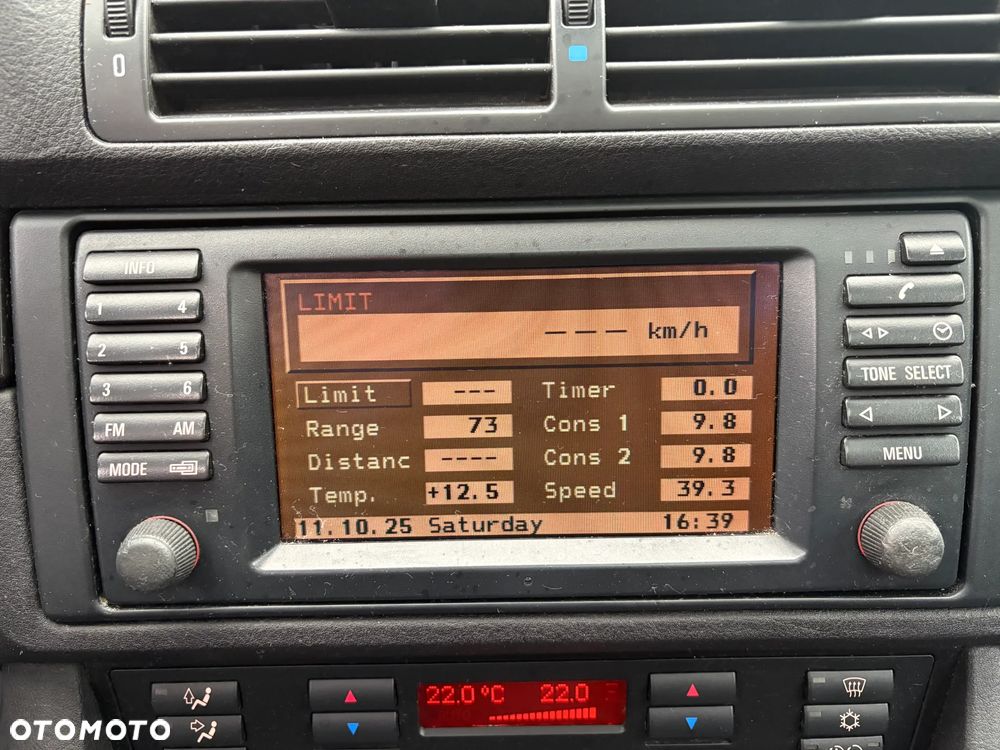 0
INFO
1 4
2 5
3 6
FM AM
MODE
LIMIT
--- km/h
Limit --- Timer 0.0
Range 73 Cons 1 9.8
Distanc ---- Cons 2 9.8
Temp. +12.5 Speed 39.3
11.10.25 Saturday 16:39
TONE SELECT
MENU
22.0°C 22.0
OTOMOTO